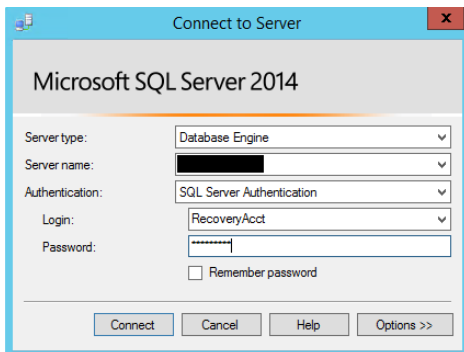 Connect to Server
x
Microsoft SQL Server 2014
Server type: Database Engine
Server name:
Authentication: SQL Server Authentication
Login: RecoveryAcct
Password: *********
Remember password
Connect Cancel Help Options >>